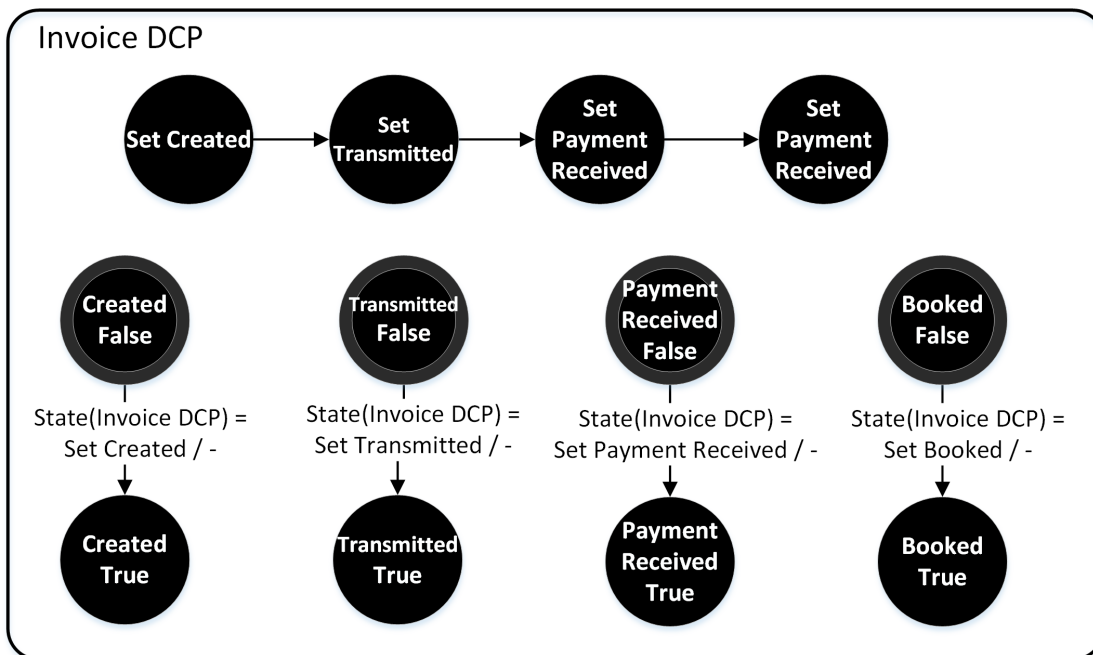 Invoice DCP
Set Created
Set
Transmitted
Set
Payment
Received
Set
Payment
Received
Created
False
Transmitted
False
Payment
Received
False
Booked
False
State(Invoice DCP) =
Set Created / -
State(Invoice DCP) =
Set Transmitted / -
State(Invoice DCP) =
Set Payment Received / -
State(Invoice DCP) =
Set Booked / -
Created
True
Transmitted
True
Payment
Received
True
Booked
True